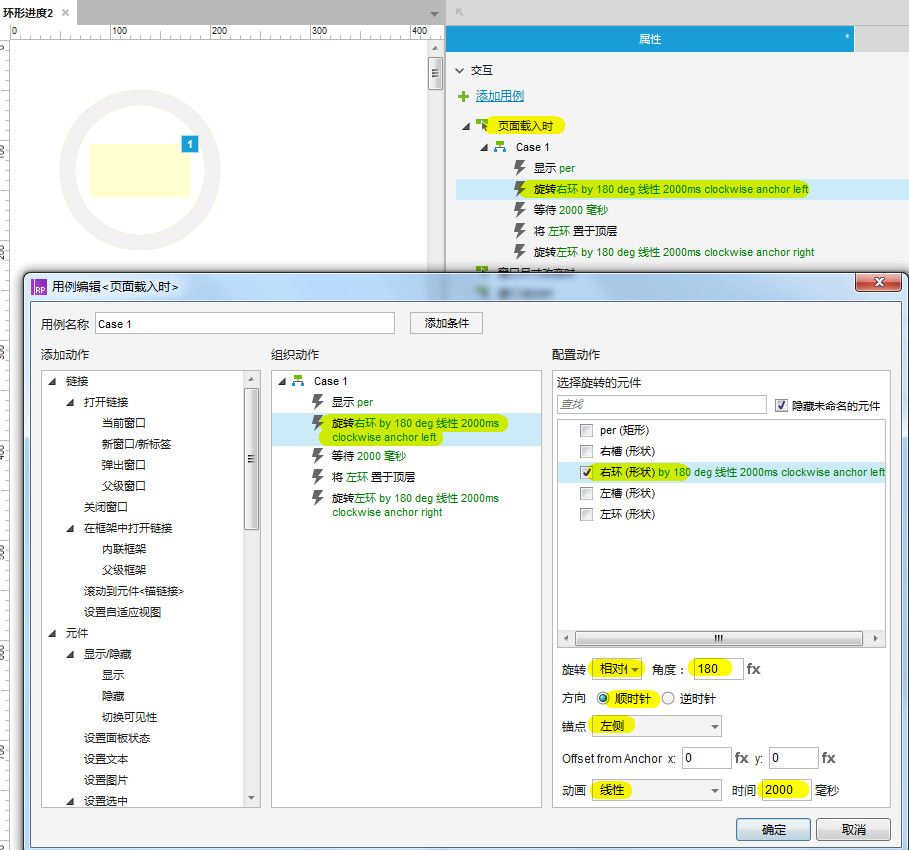 环形进度2
属性
*
0
100
200
300
400
交互
添加用例
1
页面载入时
Case 1
显示 per
旋转右环 by 180 deg 线性 2000ms clockwise anchor left
等待 2000 毫秒
将 左环 置于顶层
旋转左环 by 180 deg 线性 2000ms clockwise anchor right
用例编辑<页面载入时>
用例名称
Case 1
添加条件
添加动作
组织动作
配置动作
链接
打开链接
当前窗口
新窗口/新标签
弹出窗口
父级窗口
关闭窗口
在框架中打开链接
内联框架
父级框架
滚动到元件<锚链接>
设置自适应视图
元件
显示/隐藏
显示
隐藏
切换可见性
设置面板状态
设置文本
设置图片
设置选中
Case 1
显示 per
旋转右环 by 180 deg 线性 2000ms
clockwise anchor left
等待 2000 毫秒
将 左环 置于顶层
旋转左环 by 180 deg 线性 2000ms
clockwise anchor right
选择旋转的元件
查找
隐藏未命名的元件
per (矩形)
右槽 (形状)
右环 (形状) by 180 deg 线性 2000ms clockwise anchor left
左槽 (形状)
左环 (形状)
旋转 相对 角度： 180 fx
方向 顺时针 逆时针
锚点 左侧
Offset from Anchor x: 0 fx y: 0 fx
动画 线性 时间 2000 毫秒
确定
取消